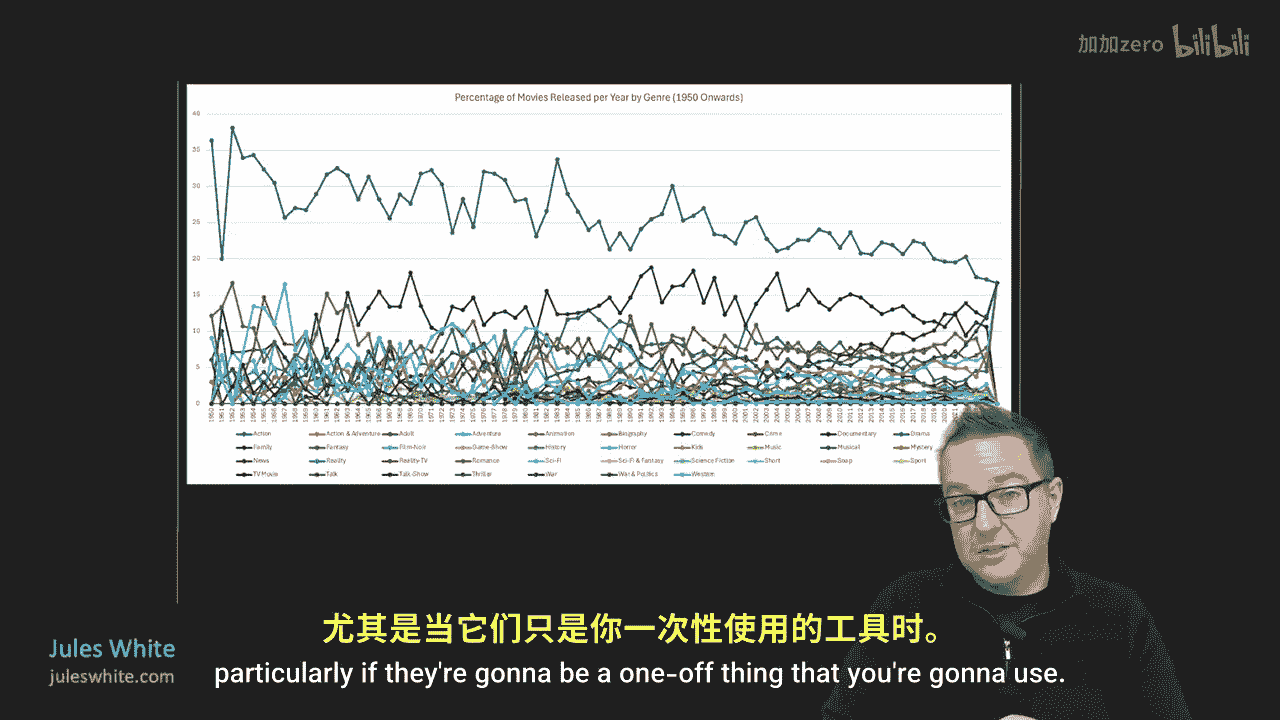 加加zero bilibili
Percentage of Movies Released per Year by Genre (1950 Onwards)
40
35
30
25
20
15
10
5
0
Action Action & Adventure Adult Adventure Animation Biography Comedy Crime Documentary Drama
Family Fantasy Film-Noir Game-Show History Horror Kids Music Musical Mystery
News Reality Reality-TV Romance Sci-Fi Sci-Fi & Fantasy Science Fiction Short Soap Sport
TV Movie Talk Talk-Show Thriller War War & Politics Western
尤其是当它们只是你一次性使用的工具时。
Jules White
particularly if they're gonna be a one-off thing that you're gonna use.
juleswhite.com